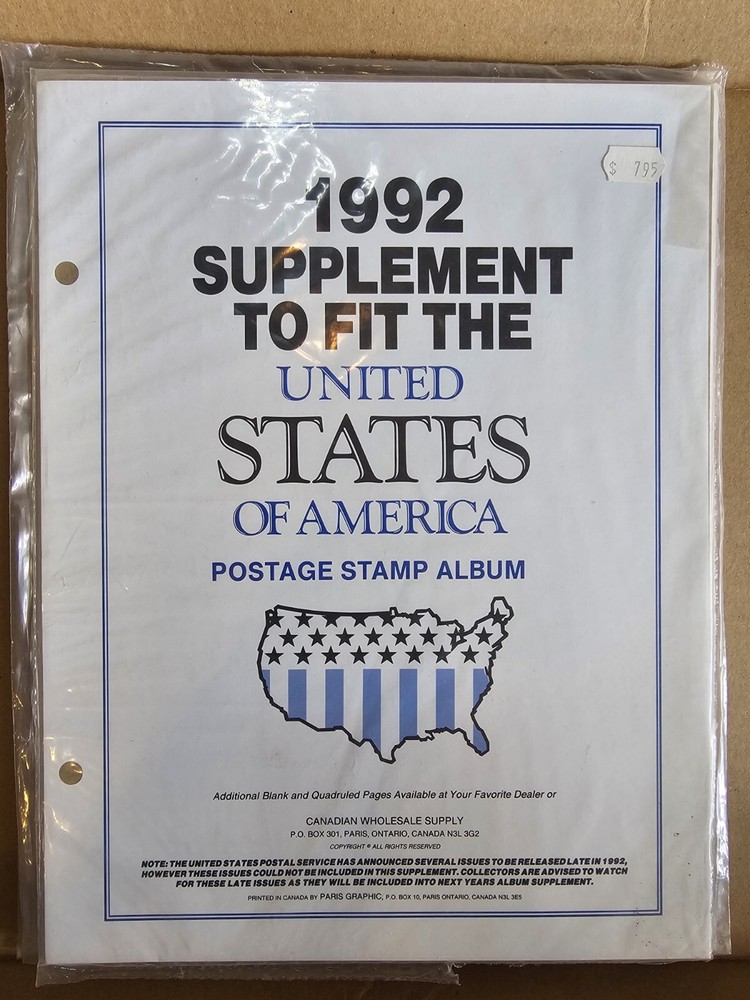 $ 795
1992
SUPPLEMENT
TO FIT THE
UNITED
STATES
OF AMERICA
POSTAGE STAMP ALBUM
Additional Blank and Quadruled Pages Available at Your Favorite Dealer or
CANADIAN WHOLESALE SUPPLY
P.O. BOX 301, PARIS, ONTARIO, CANADA N3L 3G2
COPYRIGHT © ALL RIGHTS RESERVED
NOTE: THE UNITED STATES POSTAL SERVICE HAS ANNOUNCED SEVERAL ISSUES TO BE RELEASED LATE IN 1992,
HOWEVER THESE ISSUES COULD NOT BE INCLUDED IN THIS SUPPLEMENT. COLLECTORS ARE ADVISED TO WATCH
FOR THESE LATE ISSUES AS THEY WILL BE INCLUDED INTO NEXT YEARS ALBUM SUPPLEMENT.
PRINTED IN CANADA BY PARIS GRAPHIC, P.O. BOX 10, PARIS ONTARIO, CANADA N3L 3E5